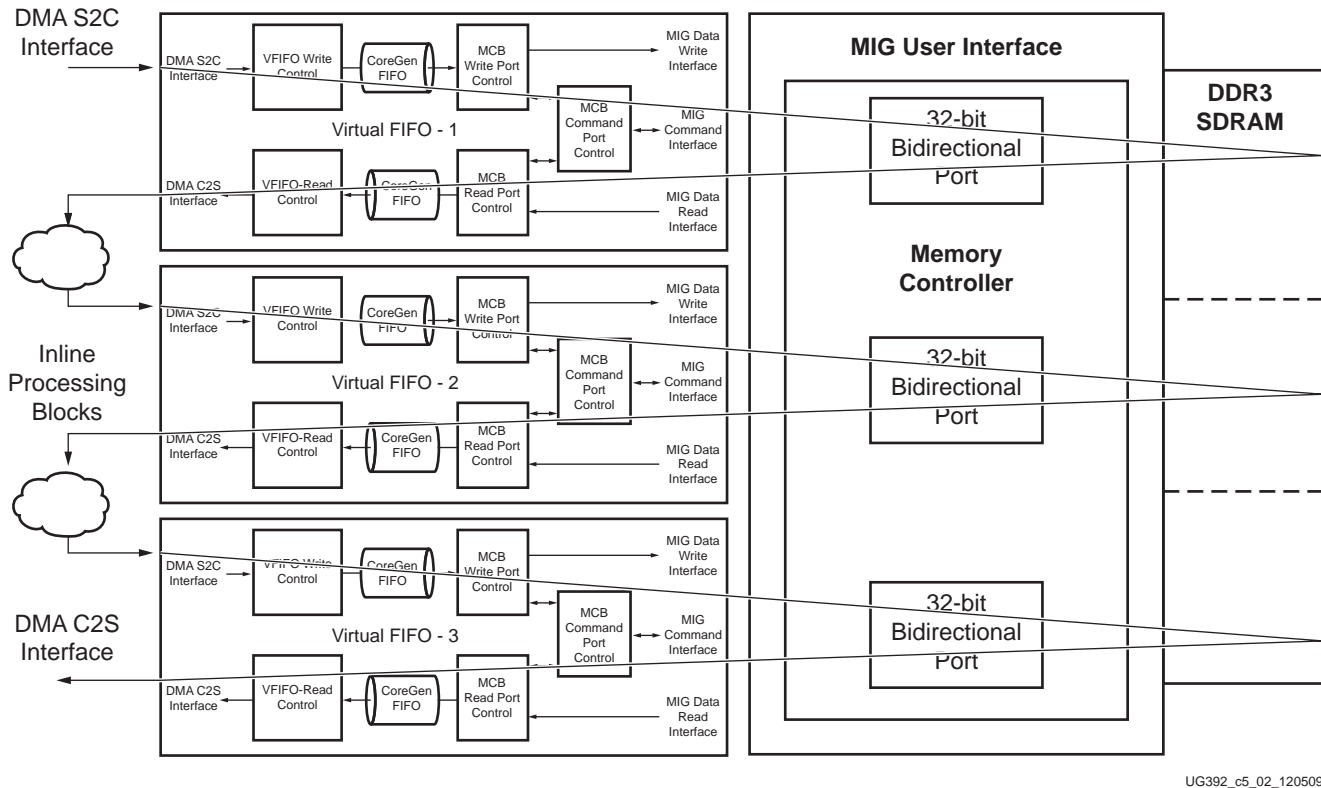 DMA S2C
Interface
DMA S2C
Interface
VFIFO Write
Control
CoreGen
FIFO
MCB
Write Port
Control
MIG Data
Write
Interface
Virtual FIFO - 1
MCB
Command
Port
Control
MIG
Command
Interface
DMA C2S
Interface
VFIFO-Read
Control
CoreGen
FIFO
MCB
Read Port
Control
MIG Data
Read
Interface
DMA S2C
Interface
VFIFO Write
Control
CoreGen
FIFO
MCB
Write Port
Control
MIG Data
Write
Interface
Virtual FIFO - 2
MCB
Command
Port
Control
MIG
Command
Interface
Inline
Processing
Blocks
DMA C2S
Interface
VFIFO-Read
Control
CoreGen
FIFO
MCB
Read Port
Control
MIG Data
Read
Interface
DMA S2C
Interface
VFIFO Write
Control
CoreGen
FIFO
MCB
Write Port
Control
MIG Data
Write
Interface
Virtual FIFO - 3
MCB
Command
Port
Control
MIG
Command
Interface
DMA C2S
Interface
DMA C2S
Interface
VFIFO-Read
Control
CoreGen
FIFO
MCB
Read Port
Control
MIG Data
Read
Interface
MIG User Interface
32-bit
Bidirectional
Port
Memory
Controller
32-bit
Bidirectional
Port
32-bit
Bidirectional
Port
DDR3
SDRAM
UG392_c5_02_120509